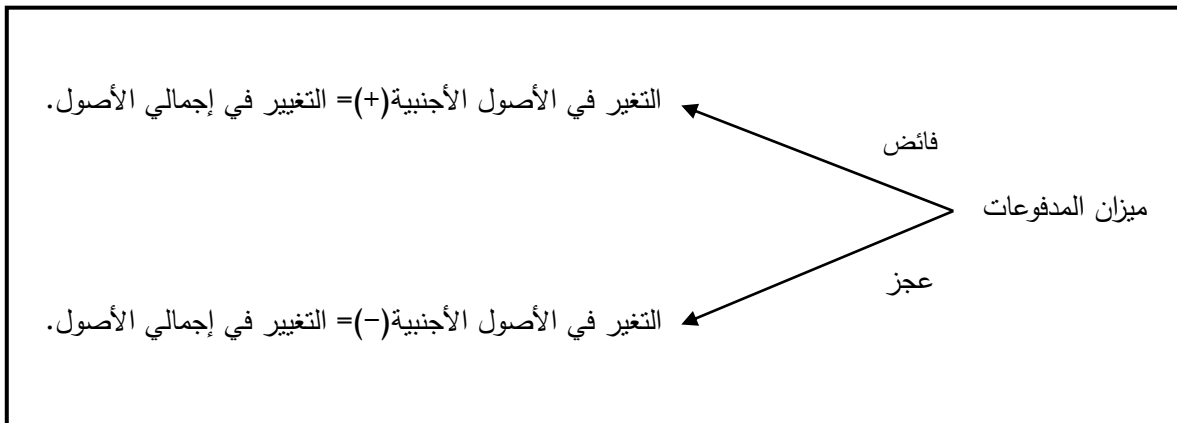 التغير في الأصول الأجنبية(+)= التغيير في إجمالي الأصول.
فائض
ميزان المدفوعات
عجز
التغير في الأصول الأجنبية(−)= التغيير في إجمالي الأصول.